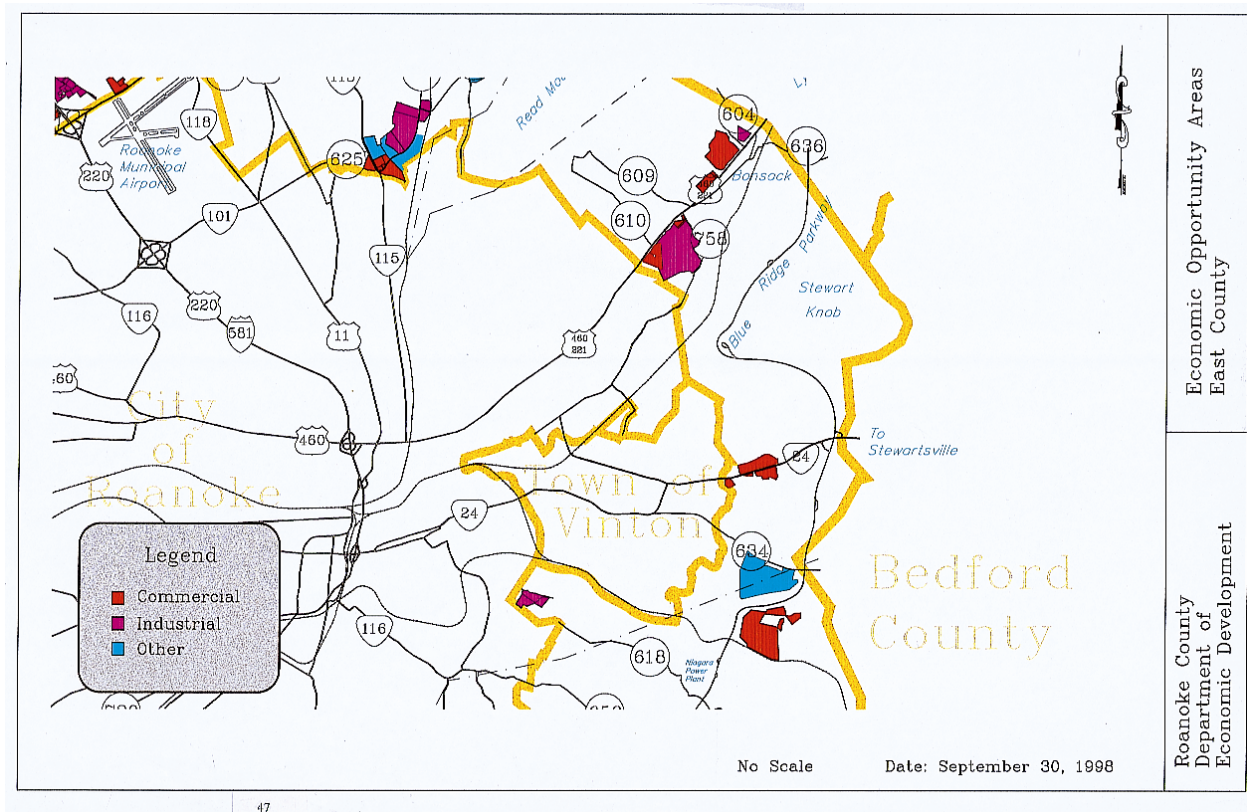 Economic Opportunity Areas
East County
Roanoke County
Department of
Economic Development
Read Mou
604
636
118
Roanoke
Municipal
Airport
220
625
609
Bonsack
610
758
101
115
Blue Ridge Parkway
Stewart
Knob
116
220
581
11
460
221
City
of
Roanoke
460
To
Stewartsville
24
Town of
Vinton
24
634
Bedford
County
Legend
Commercial
Industrial
Other
116
618
Niagara
Power
Plant
No Scale
Date: September 30, 1998
47